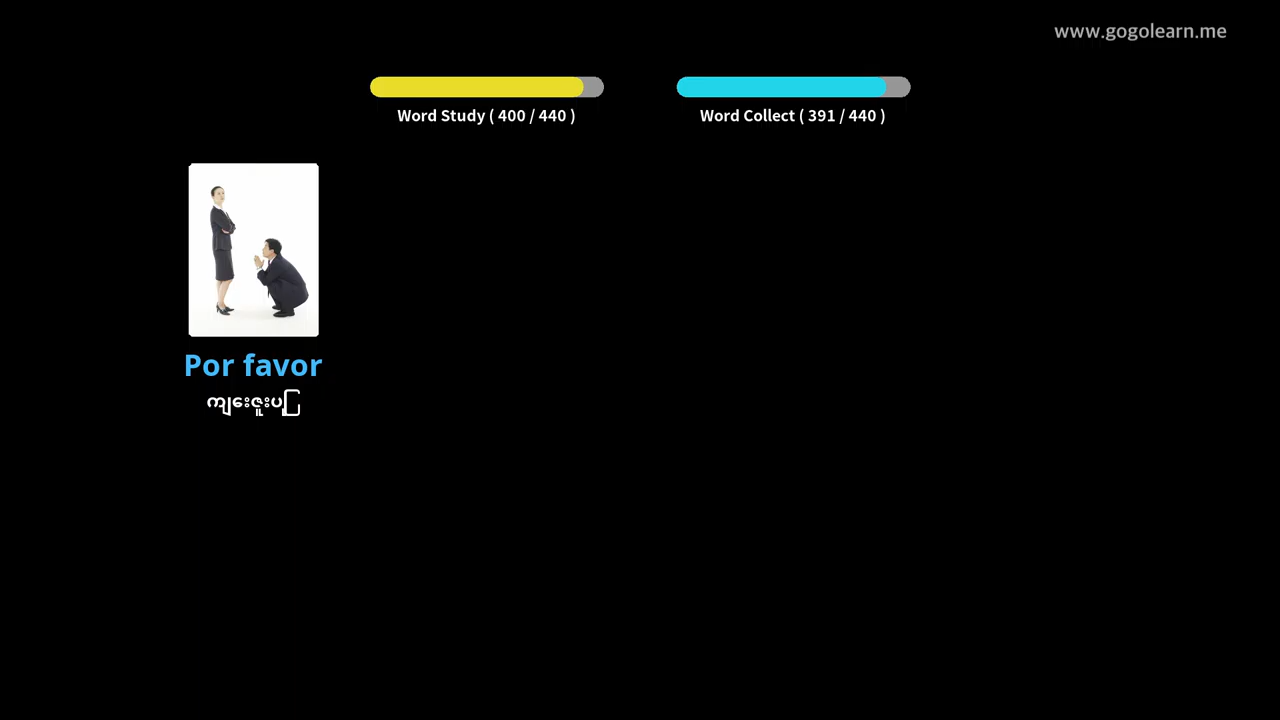 www.gogolearn.me
Word Study ( 400 / 440 )
Word Collect ( 391 / 440 )
Por favor
ကျေးဇူးပြု